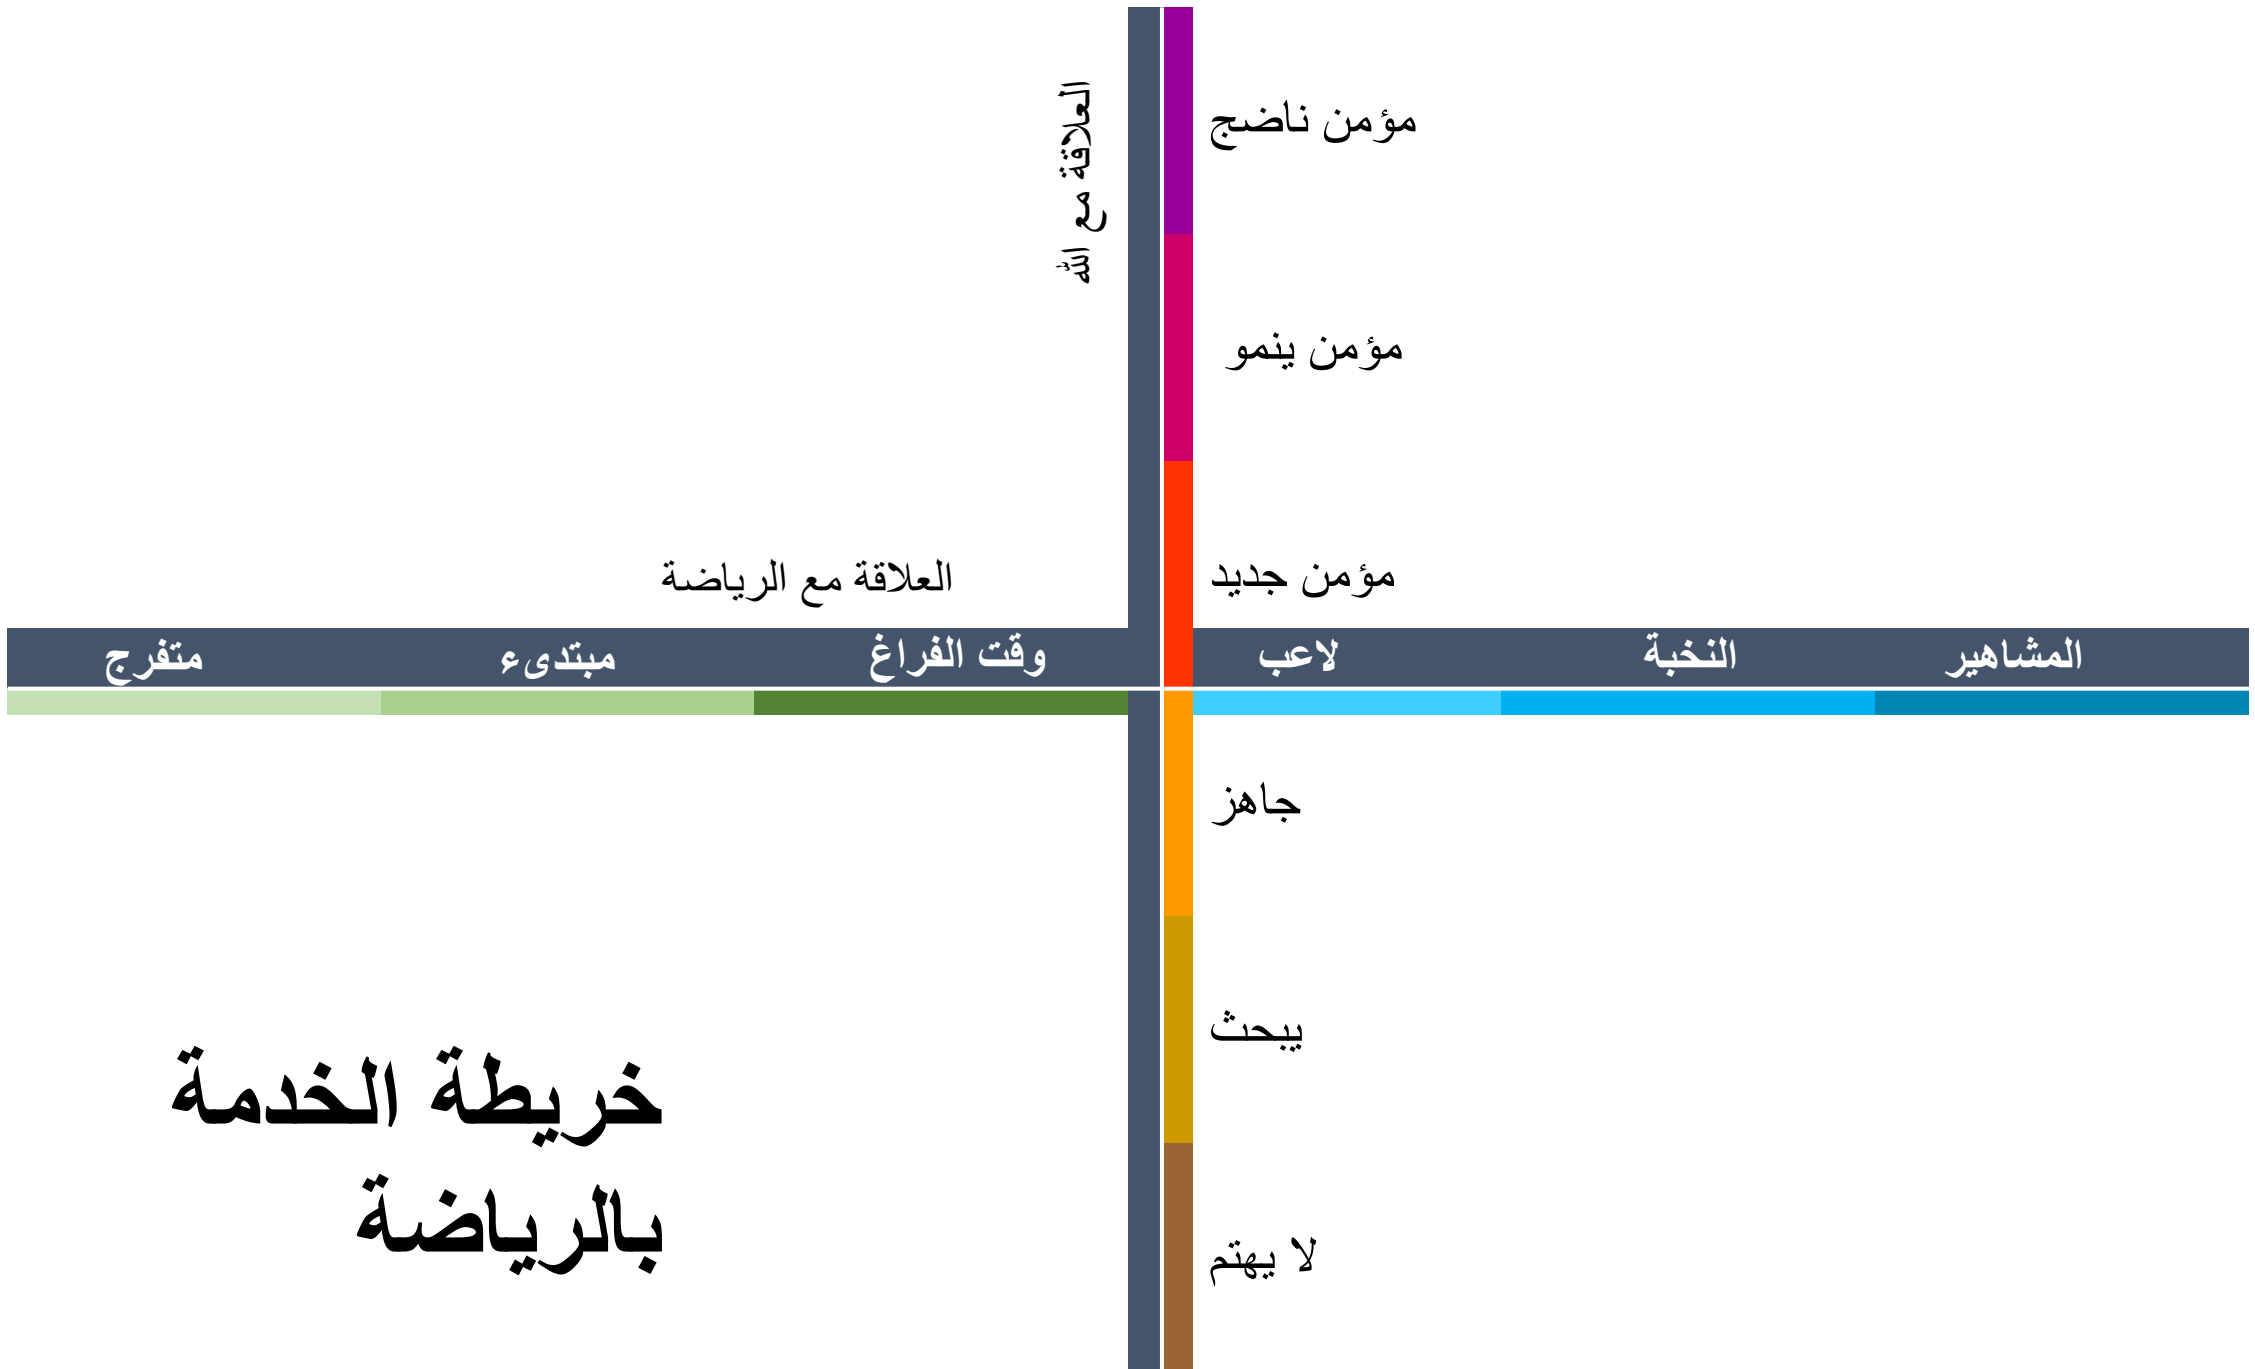 العلاقة مع الله
مؤمن ناضج
مؤمن ينمو
مؤمن جديد
العلاقة مع الرياضة
المشاهير
النخبة
لاعب
وقت الفراغ
مبتدىء
متفرج
جاهز
يبحث
لا يهتم
خريطة الخدمة
بالرياضة